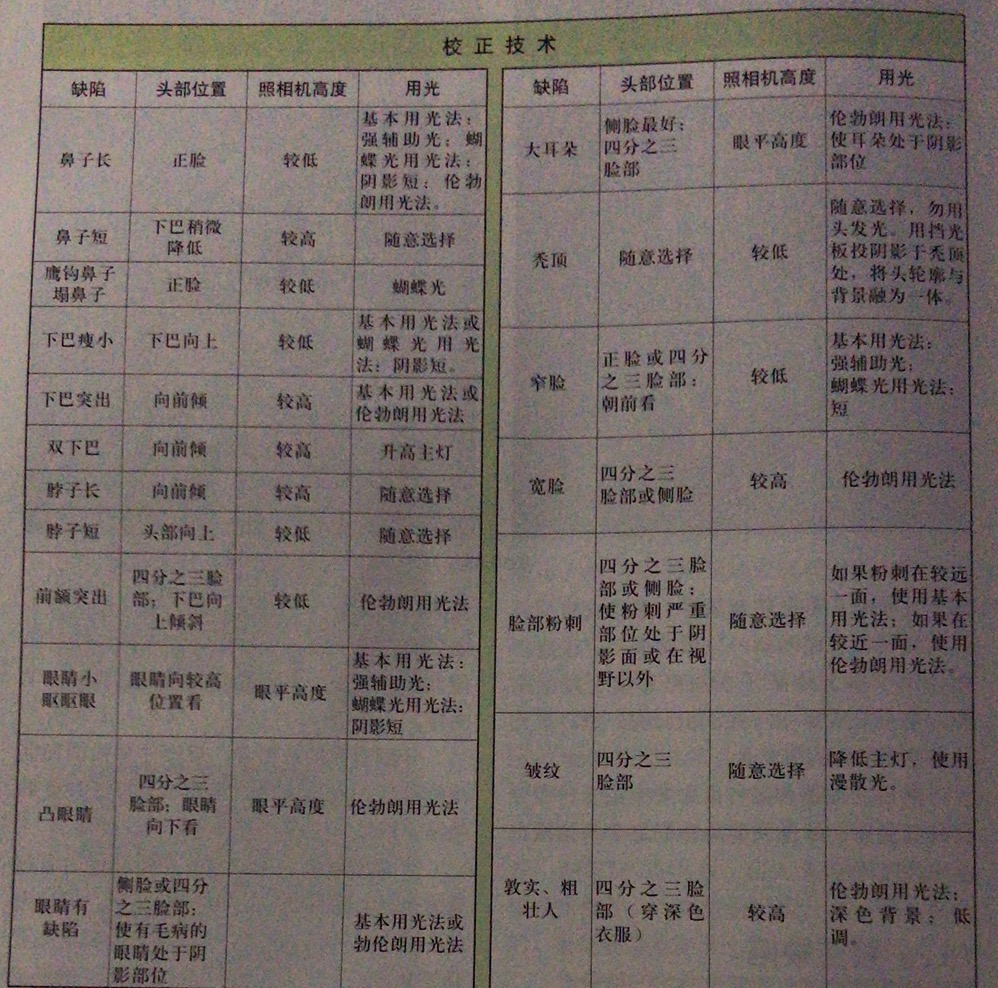 校正技术
缺陷 头部位置 照相机高度 用光
鼻子长 正脸 较低 基本用光法：
强辅助光；蝴
蝶光用光法：
阴影短；伦勃
朗用光法。
鼻子短 下巴稍微
降低 较高 随意选择
鹰钩鼻子
塌鼻子 正脸 较低 蝴蝶光
下巴瘦小 下巴向上 较低 基本用光法或
蝴蝶光用光
法：阴影短。
下巴突出 向前倾 较高 基本用光法或
伦勃朗用光法
双下巴 向前倾 较高 升高主灯
脖子长 向前倾 较高 随意选择
脖子短 头部向上 较低 随意选择
前额突出 四分之三脸
部；下巴向
上倾斜 较低 伦勃朗用光法
眼睛小
眍眍眼 眼睛向较高
位置看 眼平高度 基本用光法：
强辅助光；
蝴蝶光用光法：
阴影短
凸眼睛 四分之三
脸部；眼睛
向下看 眼平高度 伦勃朗用光法
眼睛有
缺陷 侧脸或四分
之三脸部；
使有毛病的
眼睛处于阴
影部位 基本用光法或
勃伦朗用光法
缺陷 头部位置 照相机高度 用光
大耳朵 侧脸最好；
四分之三
脸部 眼平高度 伦勃朗用光法：
使耳朵处于阴影
部位
秃顶 随意选择 较低 随意选择，勿用
头发光。用挡光
板投阴影于秃顶
处，将头轮廓与
背景融为一体。
窄脸 正脸或四分
之三脸部；
朝前看 较低 基本用光法：
强辅助光；
蝴蝶光用光法：
短
宽脸 四分之三
脸部或侧脸 较高 伦勃朗用光法
脸部粉刺 四分之三脸
部或侧脸；
使粉刺严重
部位处于阴
影面或在视
野以外 随意选择 如果粉刺在较远
一面，使用基本
用光法；如果在
较近一面，使用
伦勃朗用光法。
皱纹 四分之三
脸部 随意选择 降低主灯，使用
漫散光。
敦实、粗
壮人 四分之三脸
部（穿深色
衣服） 较高 伦勃朗用光法；
深色背景；低
调。